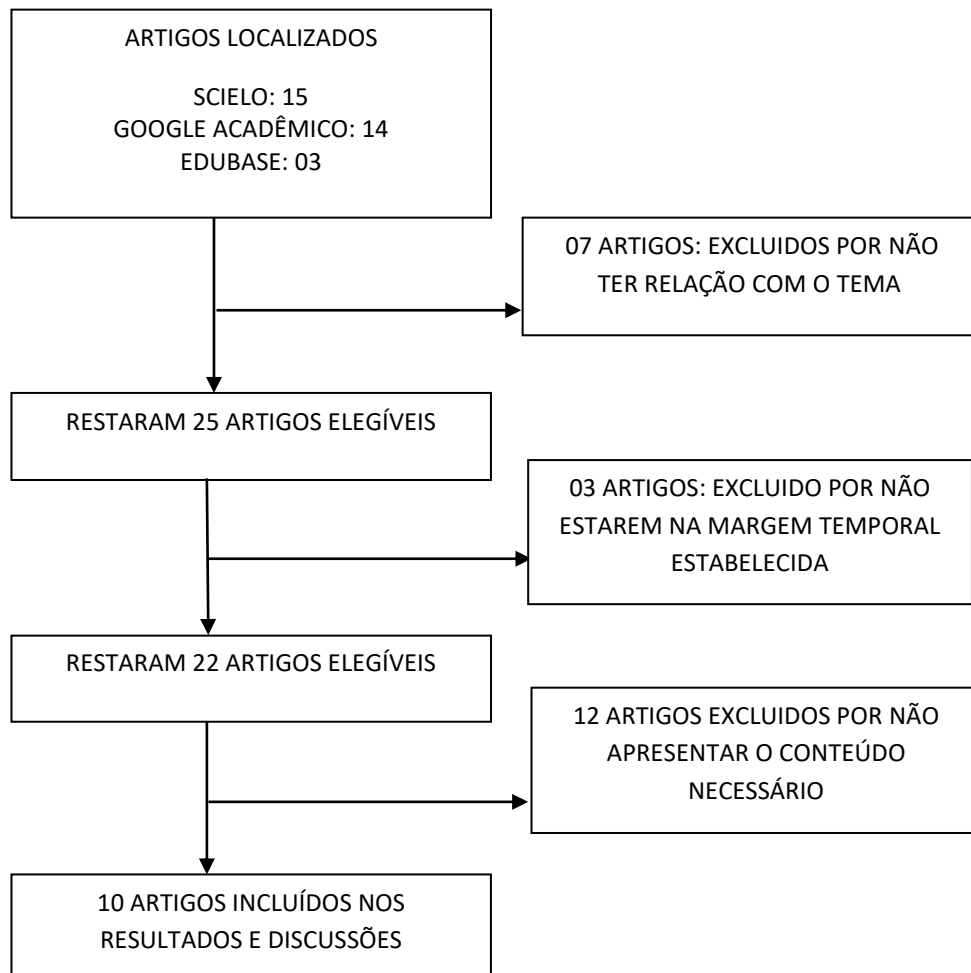 ARTIGOS LOCALIZADOS
SCIELO: 15
GOOGLE ACADÊMICO: 14
EDUBASE: 03
07 ARTIGOS: EXCLUIDOS POR NÃO
TER RELAÇÃO COM O TEMA
RESTARAM 25 ARTIGOS ELEGÍVEIS
03 ARTIGOS: EXCLUIDO POR NÃO
ESTAREM NA MARGEM TEMPORAL
ESTABELECIDA
RESTARAM 22 ARTIGOS ELEGÍVEIS
12 ARTIGOS EXCLUIDOS POR NÃO
APRESENTAR O CONTEÚDO
NECESSÁRIO
10 ARTIGOS INCLUÍDOS NOS
RESULTADOS E DISCUSSÕES